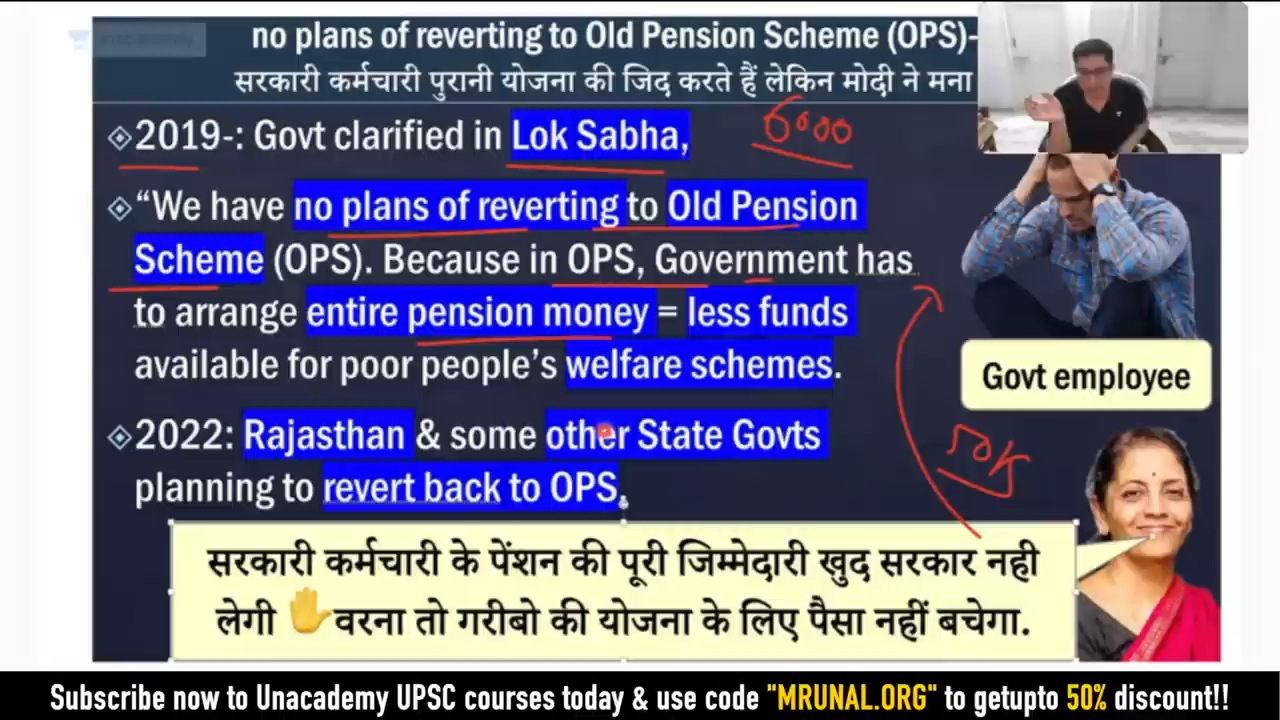 unacademy
no plans of reverting to Old Pension Scheme (OPS)-
सरकारी कर्मचारी पुरानी योजना की जिद करते हैं लेकिन मोदी ने मना
2019-: Govt clarified in Lok Sabha,
6000
“We have no plans of reverting to Old Pension
Scheme (OPS). Because in OPS, Government has
to arrange entire pension money = less funds
available for poor people’s welfare schemes.
Govt employee
2022: Rajasthan & some other State Govts
planning to revert back to OPS.
50K
सरकारी कर्मचारी के पेंशन की पूरी जिम्मेदारी खुद सरकार नही
लेगी ✋वरना तो गरीबो की योजना के लिए पैसा नहीं बचेगा.
Subscribe now to Unacademy UPSC courses today & use code "MRUNAL.ORG" to getupto 50% discount!!